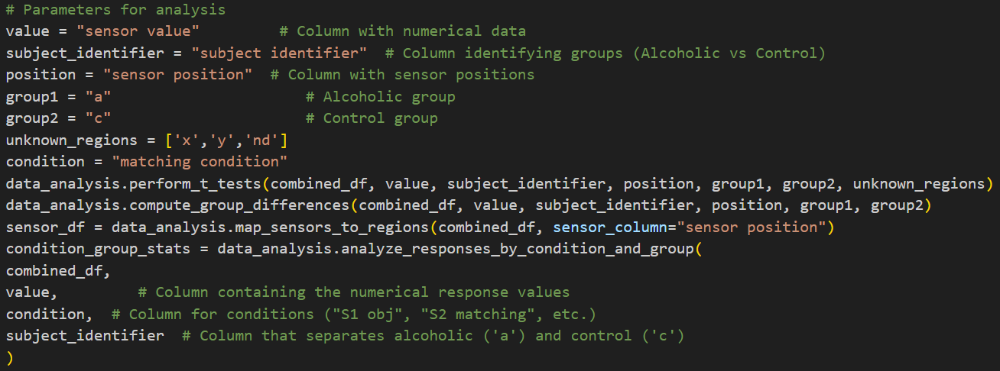 # Parameters for analysis
value = "sensor value"         # Column with numerical data
subject_identifier = "subject identifier"  # Column identifying groups (Alcoholic vs Control)
position = "sensor position"  # Column with sensor positions
group1 = "a"                      # Alcoholic group
group2 = "c"                      # Control group
unknown_regions = ['x','y','nd']
condition = "matching condition"
data_analysis.perform_t_tests(combined_df, value, subject_identifier, position, group1, group2, unknown_regions)
data_analysis.compute_group_differences(combined_df, value, subject_identifier, position, group1, group2)
sensor_df = data_analysis.map_sensors_to_regions(combined_df, sensor_column="sensor position")
condition_group_stats = data_analysis.analyze_responses_by_condition_and_group(
combined_df,
value,         # Column containing the numerical response values
condition,  # Column for conditions ("S1 obj", "S2 matching", etc.)
subject_identifier  # Column that separates alcoholic ('a') and control ('c')
)